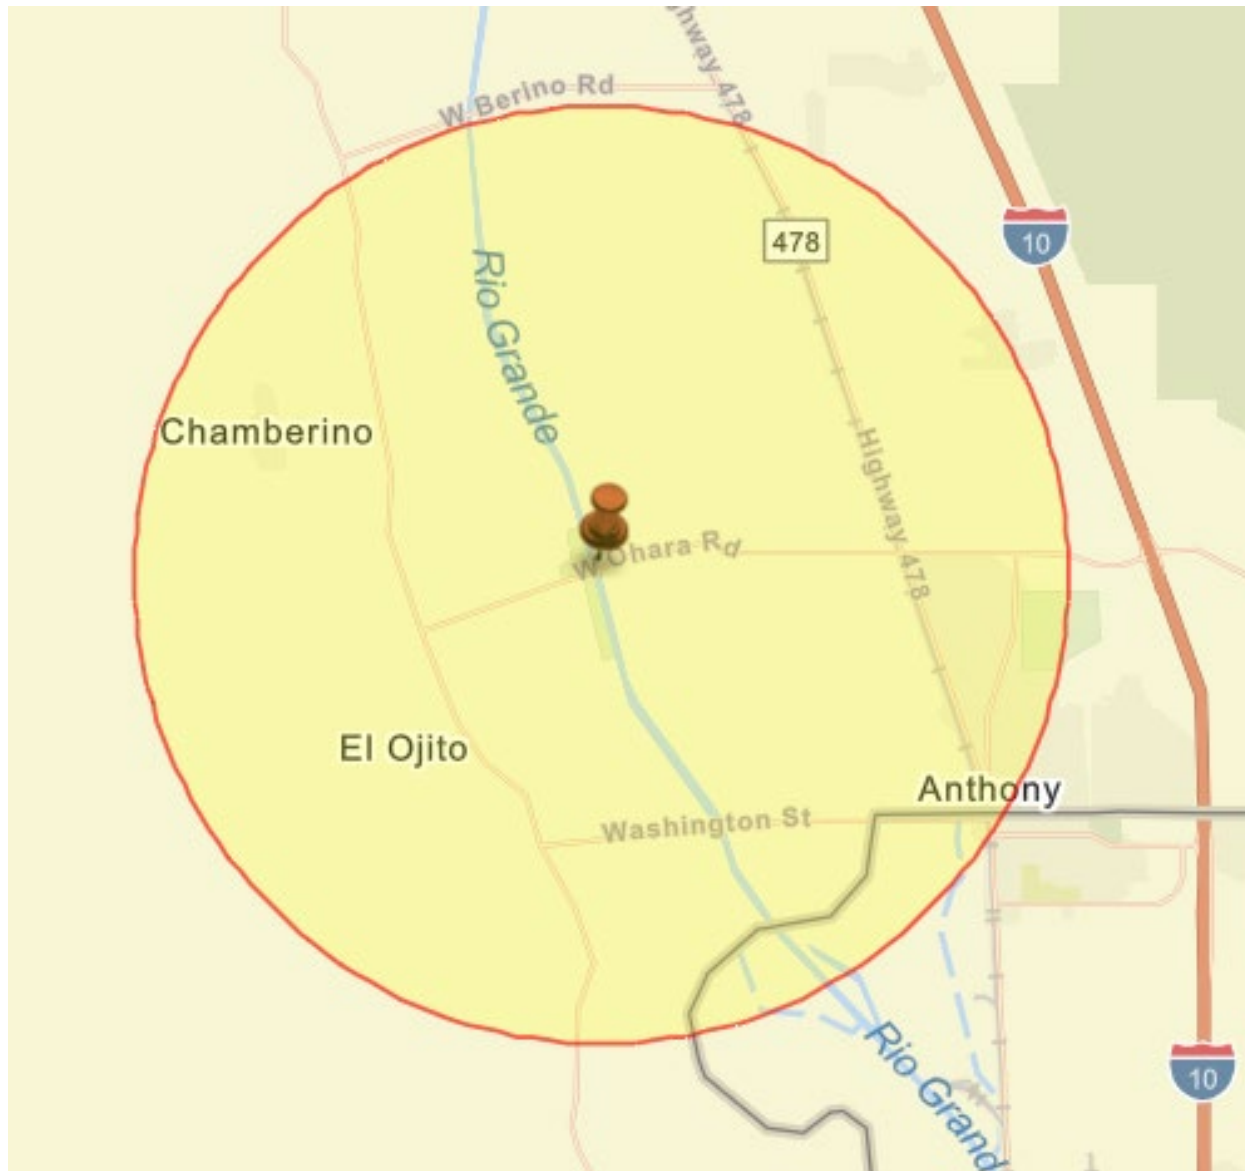 Highway 478
W Berino Rd
478
10
Rio Grande
Chamberino
Highway 478
W Ohara Rd
El Ojito
Anthony
Washington St
Rio Grand
10